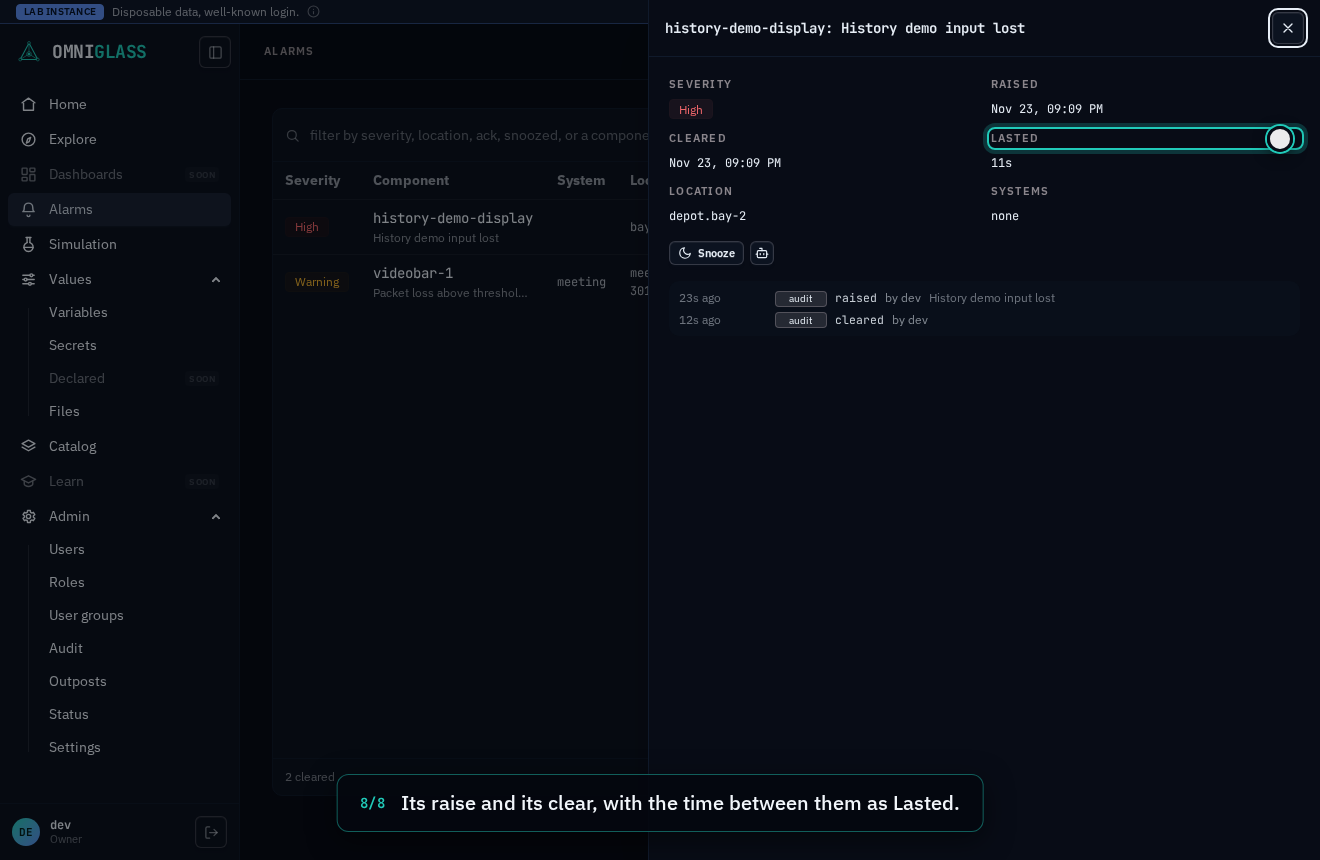 LAB INSTANCE Disposable data, well-known login.
OMNIGLASS
Home
Explore
Dashboards SOON
Alarms
Simulation
Values
Variables
Secrets
Declared SOON
Files
Catalog
Learn SOON
Admin
Users
Roles
User groups
Audit
Outposts
Status
Settings
DE dev
Owner
ALARMS
filter by severity, location, ack, snoozed, or a compone
Severity Component System Loc
High history-demo-display bay
History demo input lost
Warning videobar-1 meeting mee
Packet loss above threshol... 301
2 cleared
history-demo-display: History demo input lost
SEVERITY RAISED
High Nov 23, 09:09 PM
CLEARED LASTED
Nov 23, 09:09 PM 11s
LOCATION SYSTEMS
depot.bay-2 none
Snooze
23s ago audit raised by dev History demo input lost
12s ago audit cleared by dev
8/8 Its raise and its clear, with the time between them as Lasted.